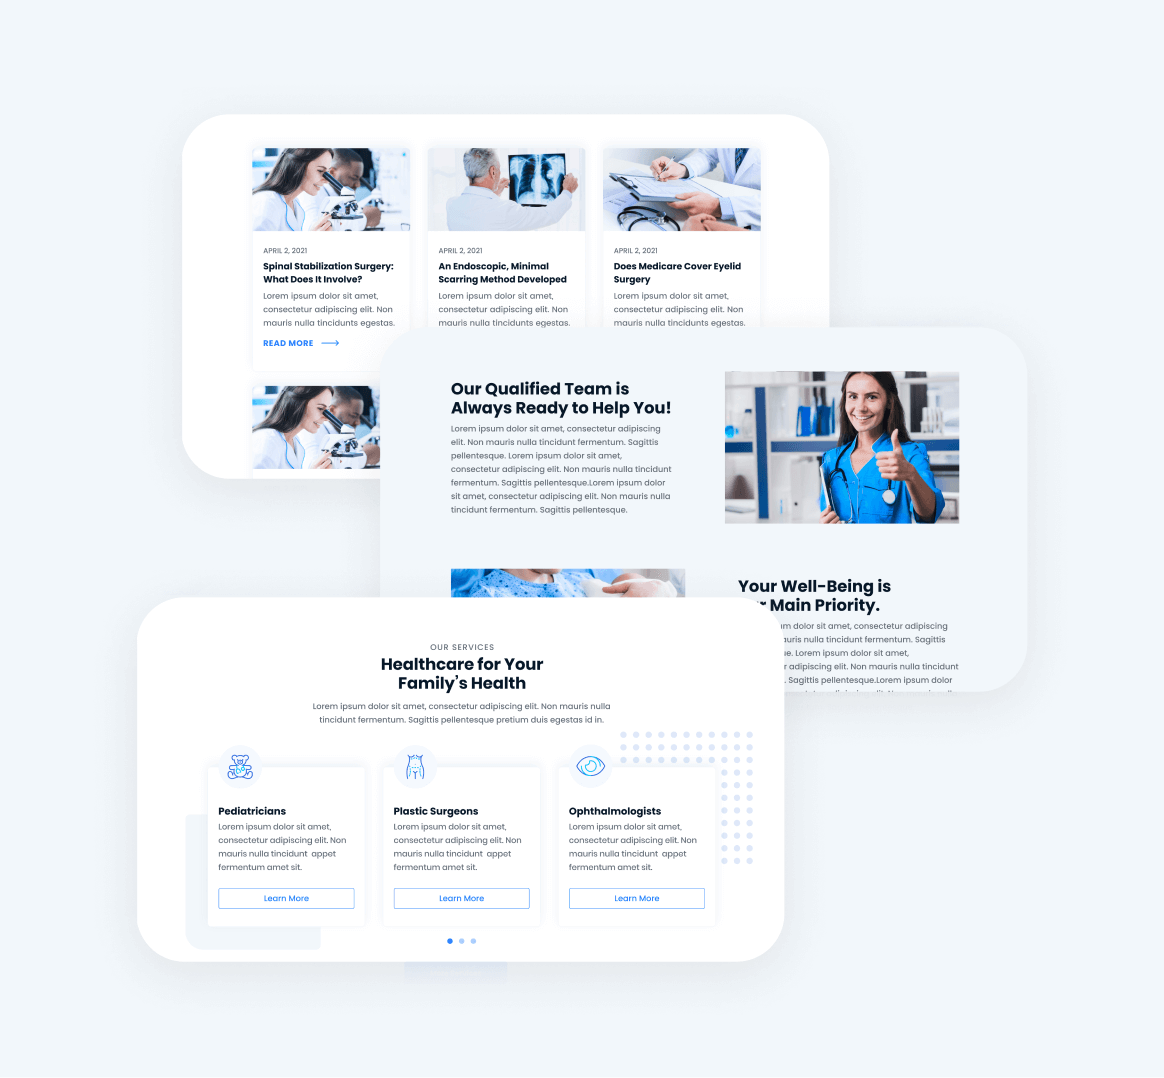 APRIL 2, 2021
Spinal Stabilization Surgery:
What Does It Involve?
Lorem ipsum dolor sit amet,
consectetur adipiscing elit. Non
mauris nulla tincidunts egestas.
READ MORE
APRIL 2, 2021
An Endoscopic, Minimal
Scarring Method Developed
Lorem ipsum dolor sit amet,
consectetur adipiscing elit. Non
mauris nulla tincidunts egestas.
APRIL 2, 2021
Does Medicare Cover Eyelid
Surgery
Lorem ipsum dolor sit amet,
consectetur adipiscing elit. Non
mauris nulla tincidunts egestas.
Our Qualified Team is
Always Ready to Help You!
Lorem ipsum dolor sit amet, consectetur adipiscing
elit. Non mauris nulla tincidunt fermentum. Sagittis
pellentesque. Lorem ipsum dolor sit amet,
consectetur adipiscing elit. Non mauris nulla tincidunt
fermentum. Sagittis pellentesque.Lorem ipsum dolor
sit amet, consectetur adipiscing elit. Non mauris nulla
tincidunt fermentum. Sagittis pellentesque.
Your Well-Being is
Main Priority.
dolor sit amet, consectetur adipiscing
nulla tincidunt fermentum. Sagittis
Lorem ipsum dolor sit amet,
adipiscing elit. Non mauris nulla tincidunt
Sagittis pellentesque.Lorem ipsum dolor
OUR SERVICES
Healthcare for Your
Family's Health
Lorem ipsum dolor sit amet, consectetur adipiscing elit. Non mauris nulla
tincidunt fermentum. Sagittis pellentesque pretium duis egestas id in.
Pediatricians
Lorem ipsum dolor sit amet,
consectetur adipiscing elit. Non
mauris nulla tincidunt appet
fermentum amet sit.
Learn More
Plastic Surgeons
Lorem ipsum dolor sit amet,
consectetur adipiscing elit. Non
mauris nulla tincidunt appet
fermentum amet sit.
Learn More
Ophthalmologists
Lorem ipsum dolor sit amet,
consectetur adipiscing elit. Non
mauris nulla tincidunt appet
fermentum amet sit.
Learn More